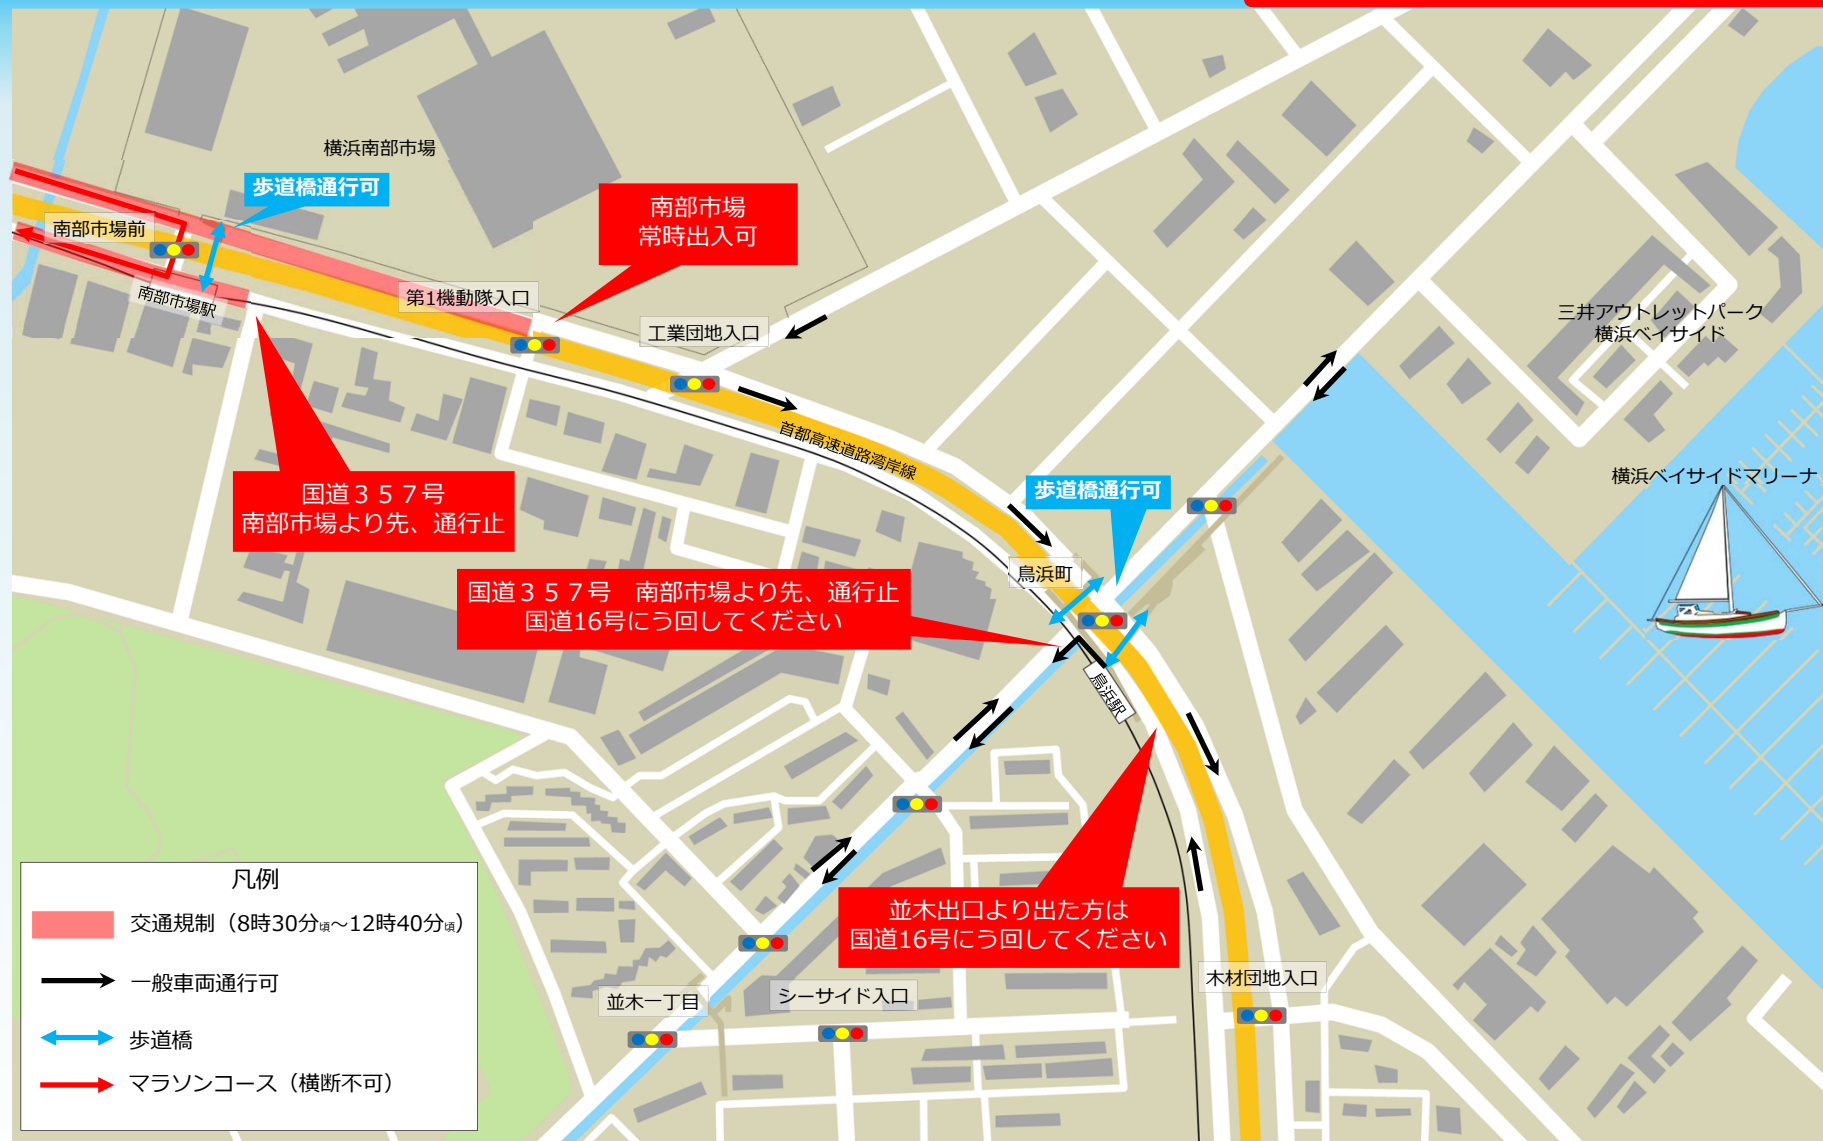 横浜南部市場
歩道橋通行可
南部市場
常時出入可
南部市場前
南部市場駅
第1機動隊入口
工業団地入口
三井アウトレットパーク
横浜ベイサイド
首都高速道路湾岸線
横浜ベイサイドマリーナ
歩道橋通行可
国道３５７号
南部市場より先、通行止
鳥浜町
国道３５７号　南部市場より先、通行止
国道16号にう回してください
鳥浜駅
凡例
交通規制（8時30分頃～12時40分頃）
一般車両通行可
歩道橋
マラソンコース（横断不可）
並木出口より出た方は
国道16号にう回してください
木材団地入口
並木一丁目
シーサイド入口